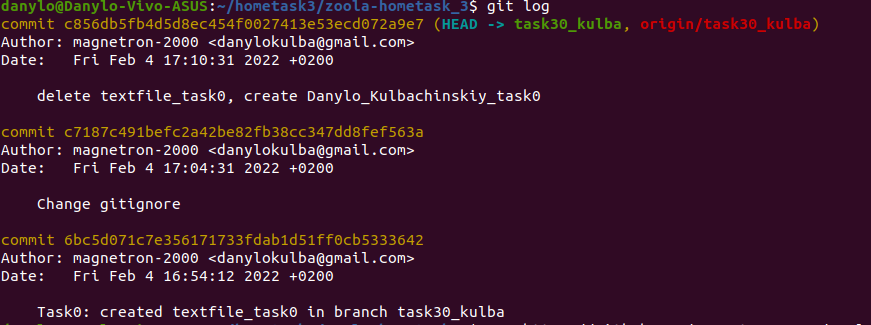 danylo@Danylo-Vivo-ASUS:~/hometask3/zoola-hometask_3$ git log
commit c856db5fb4d5d8ec454f0027413e53ecd072a9e7 (HEAD -> task30_kulba, origin/task30_kulba)
Author: magnetron-2000 <danylokulba@gmail.com>
Date:   Fri Feb 4 17:10:31 2022 +0200
    delete textfile_task0, create Danylo_Kulbachinskiy_task0
commit c7187c491befc2a42be82fb38cc347dd8fef563a
Author: magnetron-2000 <danylokulba@gmail.com>
Date:   Fri Feb 4 17:04:31 2022 +0200
    Change gitignore
commit 6bc5d071c7e356171733fdab1d51ff0cb5333642
Author: magnetron-2000 <danylokulba@gmail.com>
Date:   Fri Feb 4 16:54:12 2022 +0200
    Task0: created textfile_task0 in branch task30_kulba